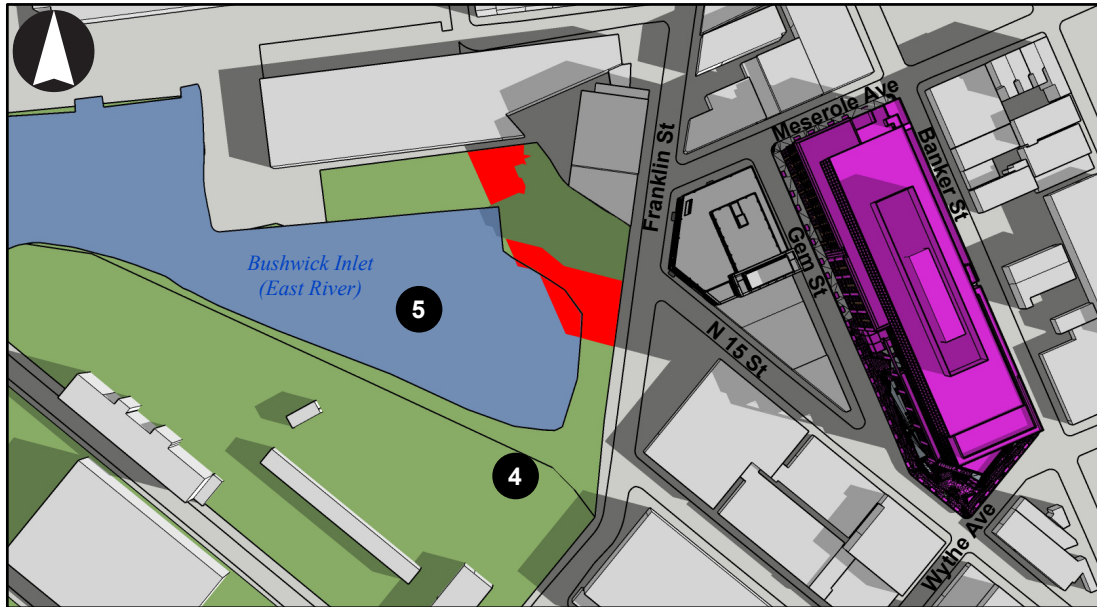 Meserole Ave
Franklin St
Banker St
Gem St
Bushwick Inlet
(East River)
5
N 15 St
4
Wythe Ave